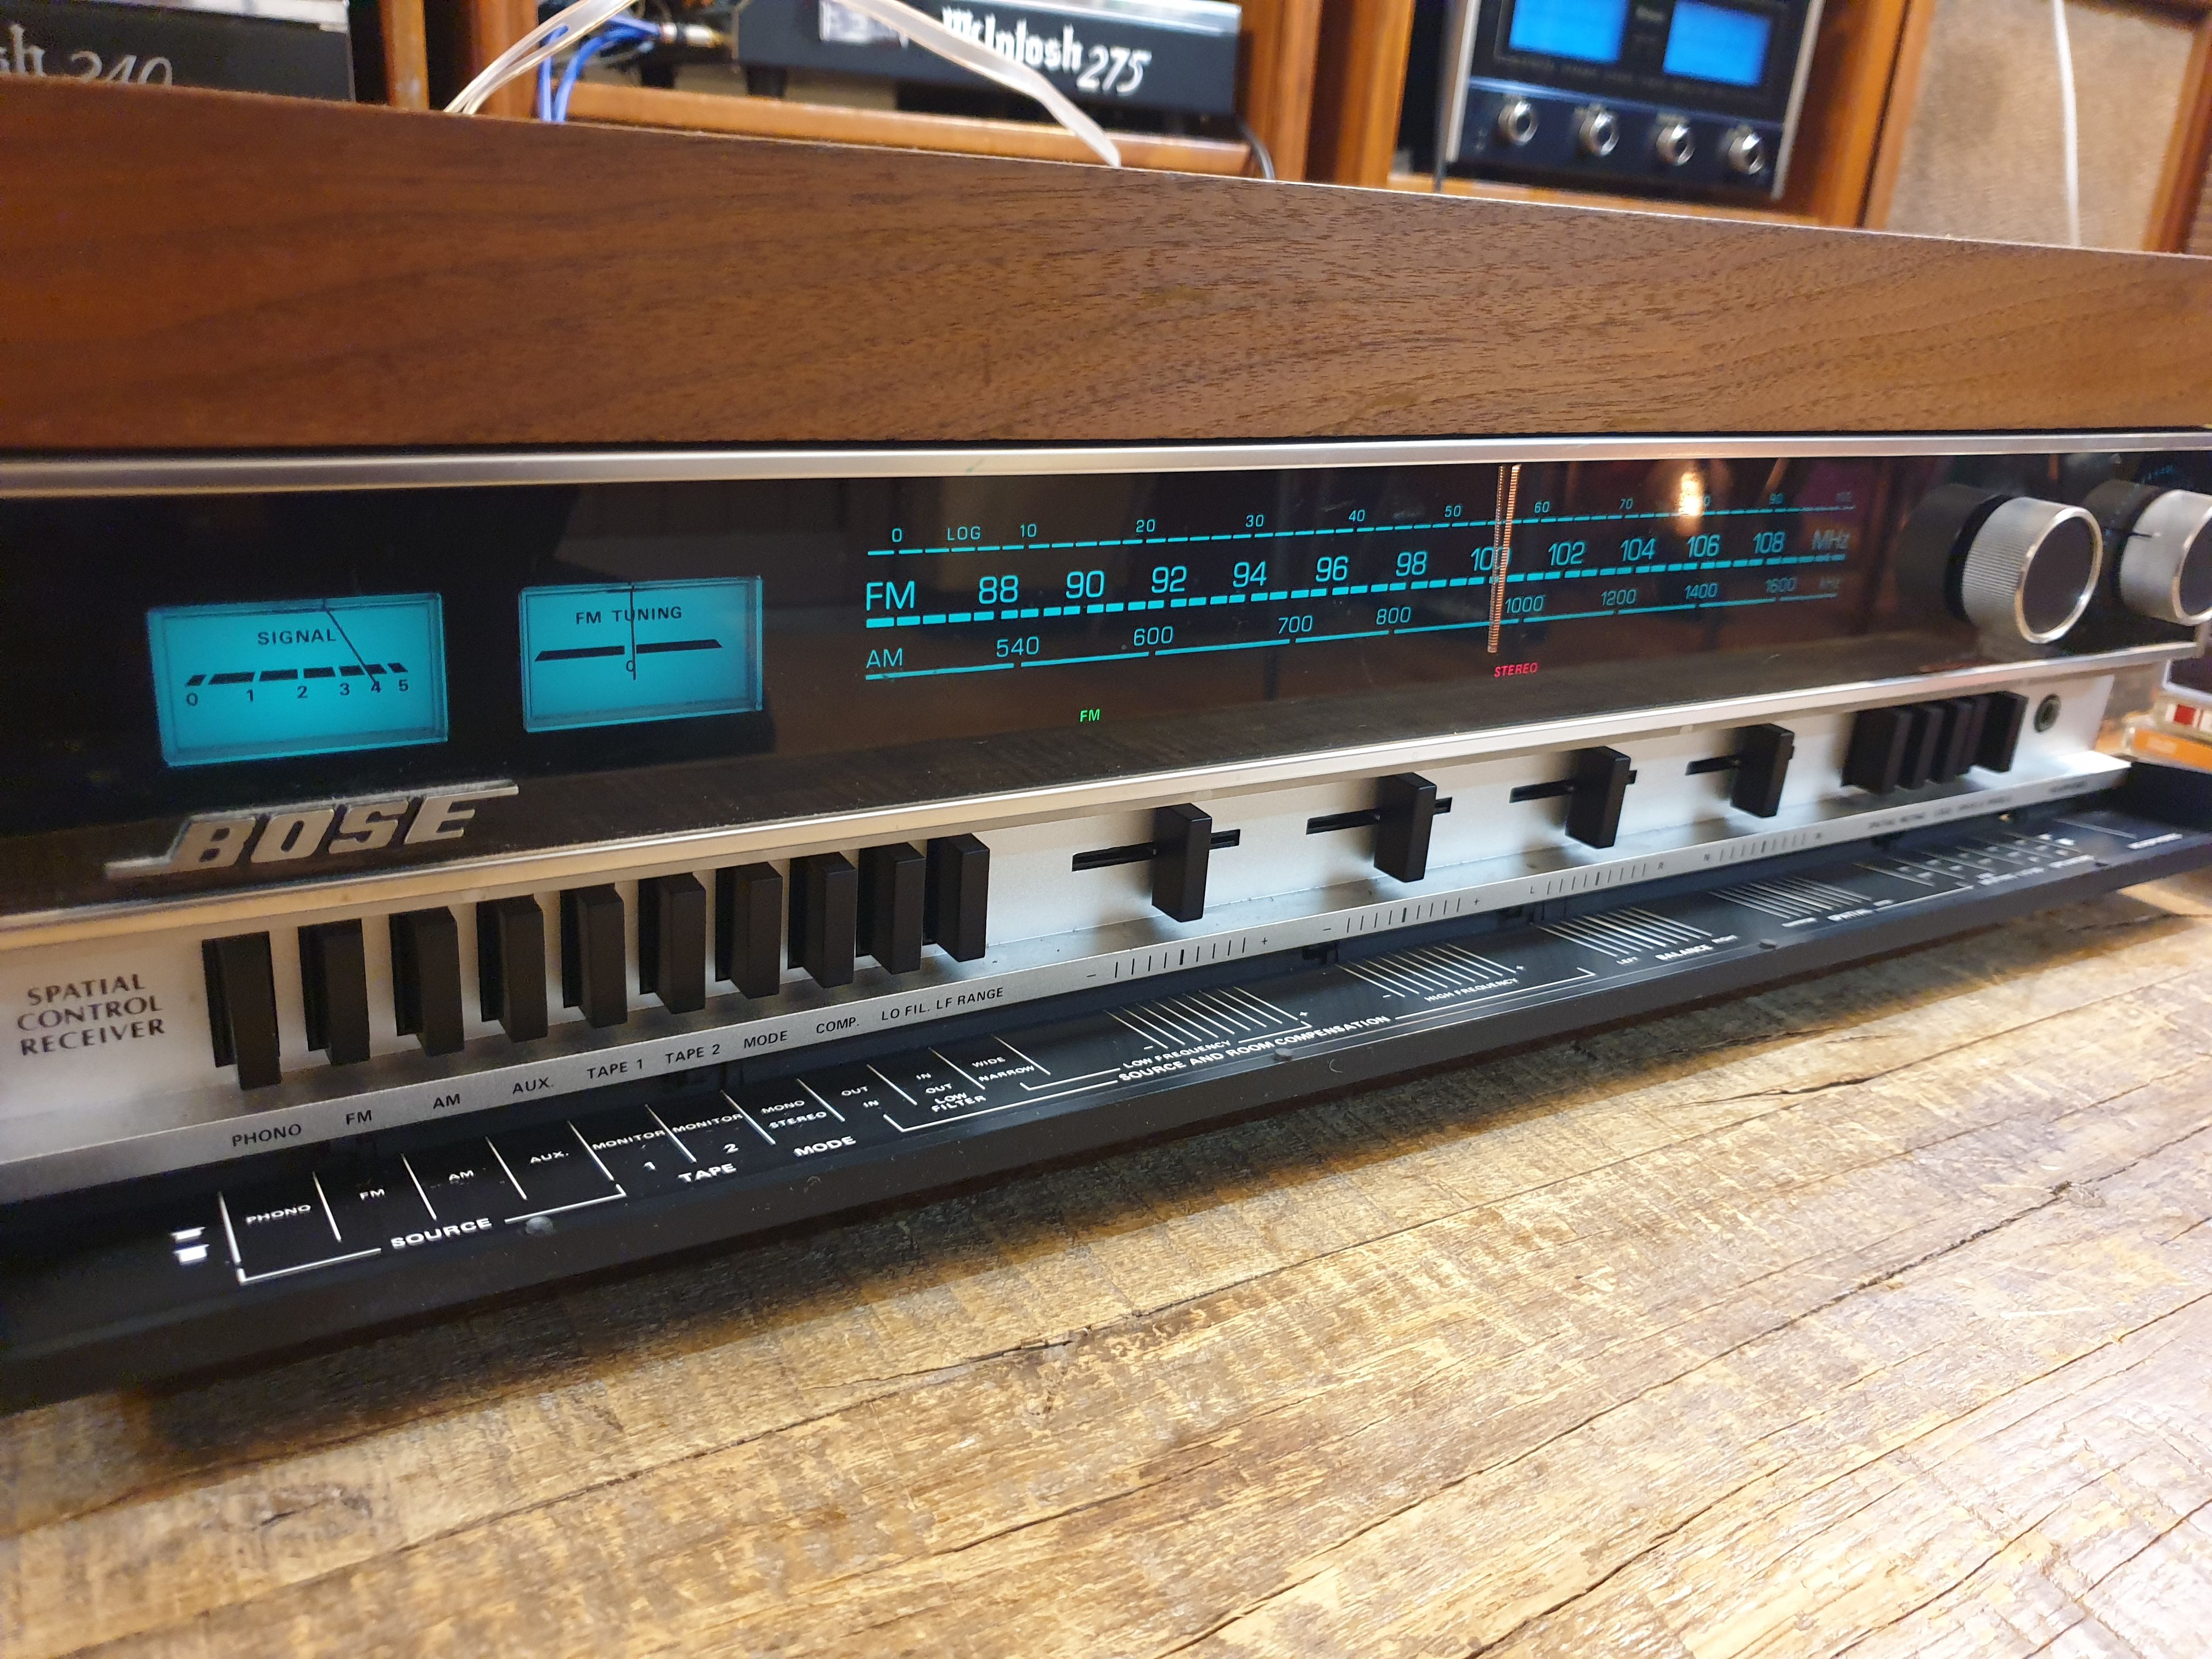 240
McIntosh 275
0 LOG 10 20 30 40 50 60 70 90 100
FM 88 90 92 94 96 98 100 102 104 106 108 MHz
AM 540 600 700 800 1000 1200 1400 1600 kHz
SIGNAL
0 1 2 3 4 5
FM TUNING
0
FM
STEREO
BOSE
SPATIAL
CONTROL
RECEIVER
PHONO FM AM AUX. TAPE 1 TAPE 2 MODE COMP. LO FIL. LF RANGE
- +
- +
L R
PHONO FM AM AUX. MONITOR MONITOR MONO OUT IN WIDE
1 2 STEREO IN OUT NARROW
SOURCE TAPE MODE LOW
FILTER
- LOW FREQUENCY +
- HIGH FREQUENCY +
SOURCE AND ROOM COMPENSATION
LEFT BALANCE RIGHT
SPATIAL